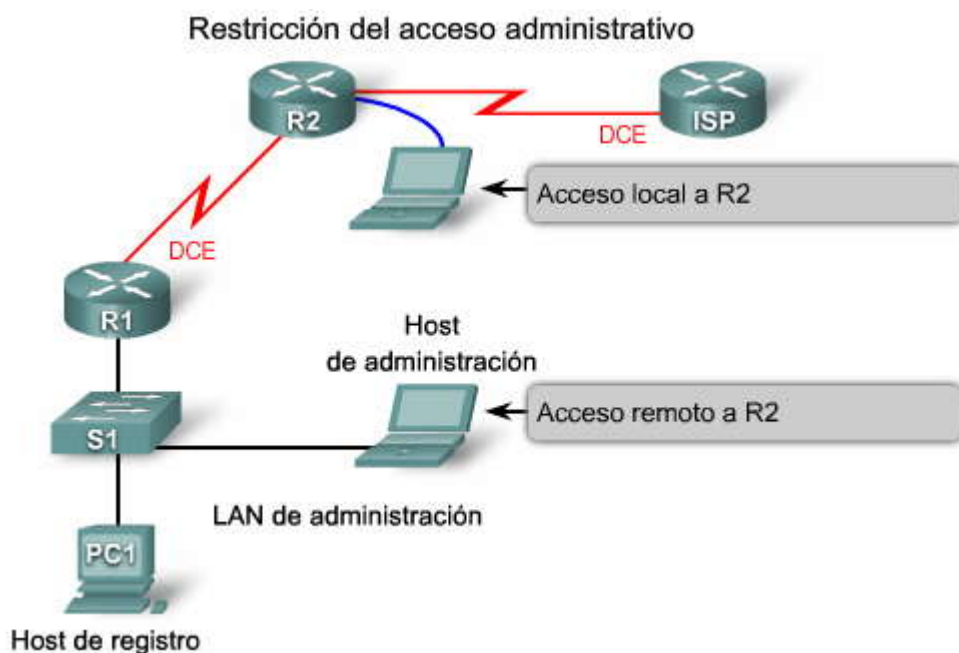 Restricción del acceso administrativo
R2
DCE
ISP
Acceso local a R2
DCE
R1
Host
de administración
Acceso remoto a R2
S1
LAN de administración
PC1
Host de registro